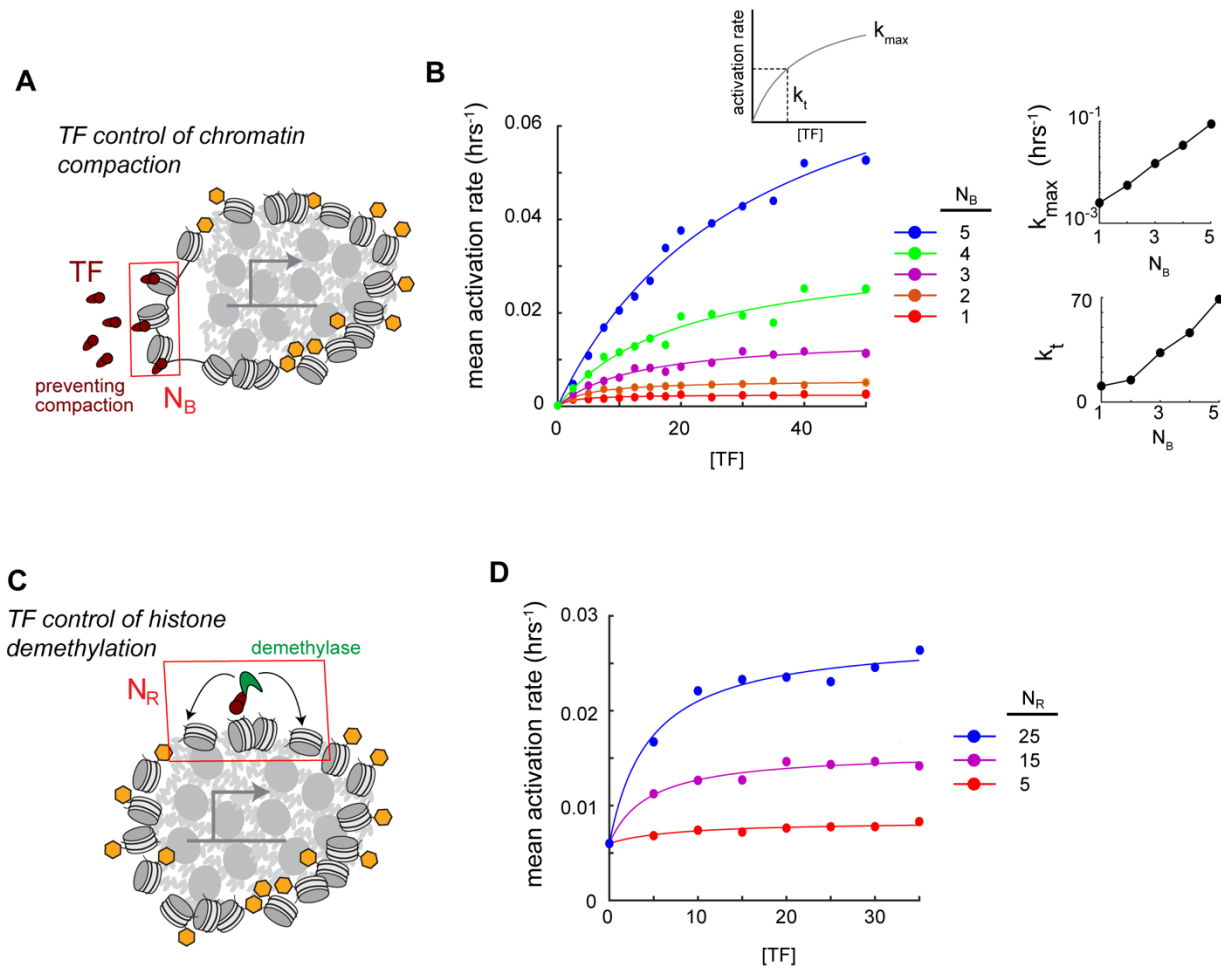 A
TF control of chromatin
compaction
TF
preventing
compaction
N_B
B
activation rate
k_max
k_t
[TF]
mean activation rate (hrs⁻¹)
0.06
0.04
0.02
0
0
20
40
[TF]
N_B
5
4
3
2
1
k_max (hrs⁻¹)
10⁻¹
10⁻³
1
3
5
N_B
k_t
70
0
1
3
5
N_B
C
TF control of histone
demethylation
demethylase
N_R
D
mean activation rate (hrs⁻¹)
0.03
0.02
0.01
0
0
10
20
30
[TF]
N_R
25
15
5